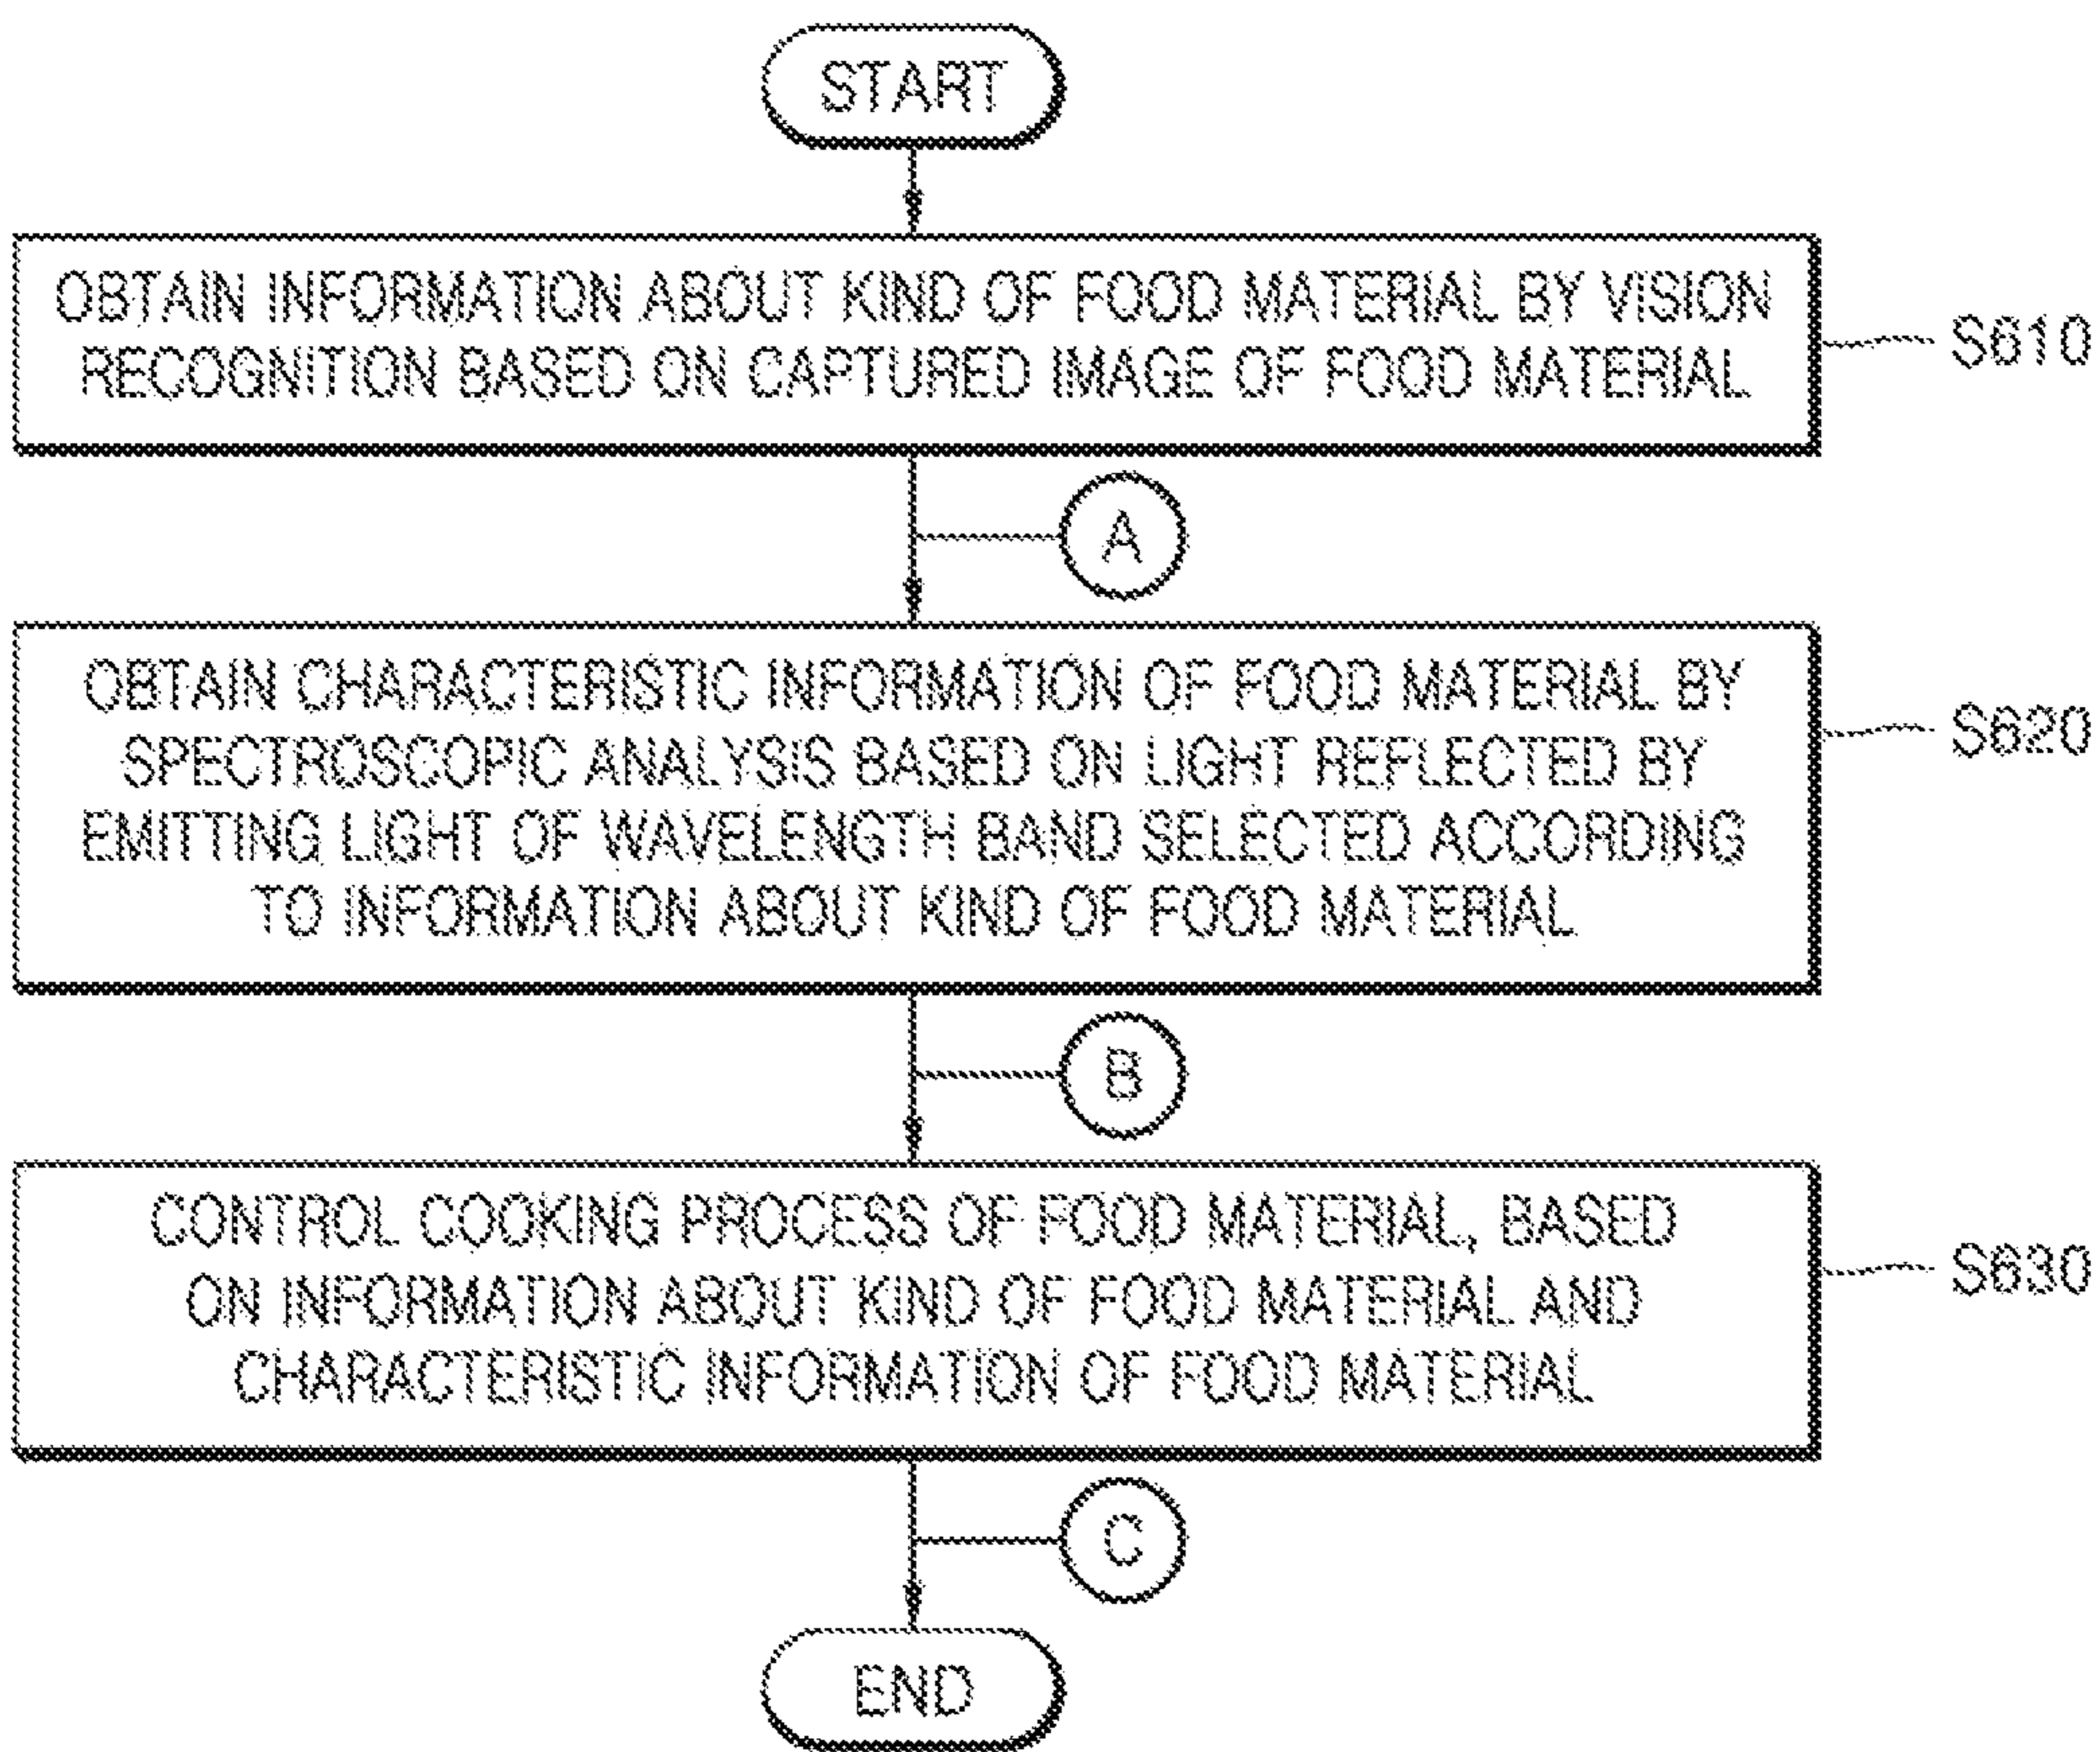 START
OBTAIN INFORMATION ABOUT KIND OF FOOD MATERIAL BY VISION
RECOGNITION BASED ON CAPTURED IMAGE OF FOOD MATERIAL
S610
A
OBTAIN CHARACTERISTIC INFORMATION OF FOOD MATERIAL BY
SPECTROSCOPIC ANALYSIS BASED ON LIGHT REFLECTED BY
EMITTING LIGHT OF WAVELENGTH BAND SELECTED ACCORDING
TO INFORMATION ABOUT KIND OF FOOD MATERIAL
S620
B
CONTROL COOKING PROCESS OF FOOD MATERIAL, BASED
ON INFORMATION ABOUT KIND OF FOOD MATERIAL AND
CHARACTERISTIC INFORMATION OF FOOD MATERIAL
S630
C
END